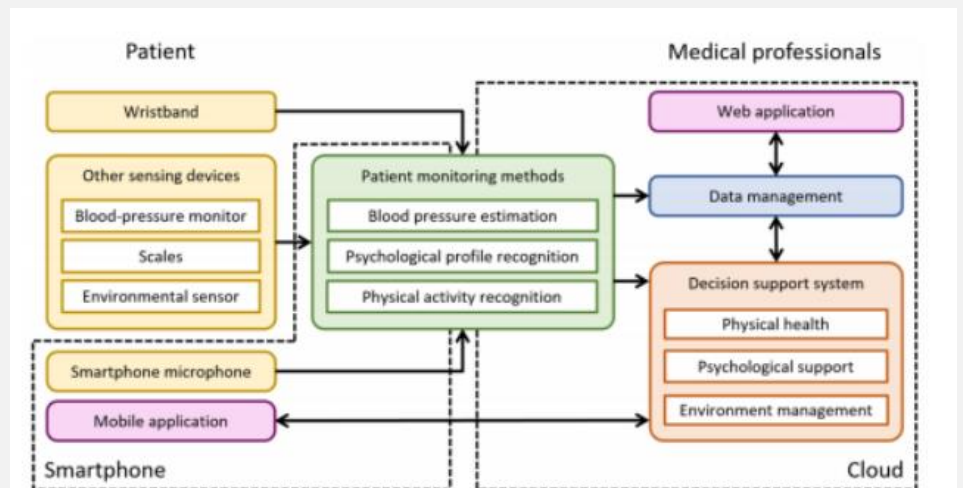 Patient
Medical professionals
Wristband
Web application
Other sensing devices
Blood-pressure monitor
Scales
Environmental sensor
Patient monitoring methods
Blood pressure estimation
Psychological profile recognition
Physical activity recognition
Data management
Decision support system
Physical health
Psychological support
Environment management
Smartphone microphone
Mobile application
Smartphone
Cloud